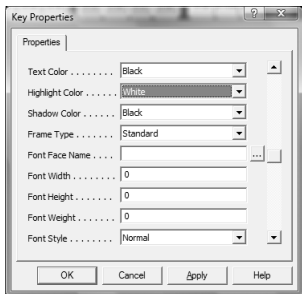 Key Properties
Properties
Text Color . . . . . . . . Black
Highlight Color . . . . . . White
Shadow Color . . . . . . Black
Frame Type . . . . . . . . Standard
Font Face Name . . . . ...
Font Width . . . . . . . . 0
Font Height . . . . . . . . 0
Font Weight . . . . . . . 0
Font Style . . . . . . . . Normal
OK Cancel Apply Help